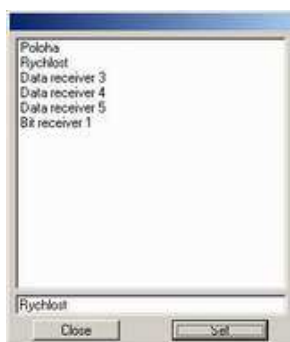 Poloha
Rychlost
Data receiver 3
Data receiver 4
Data receiver 5
Bit receiver 1
Rychlost
Close
Set